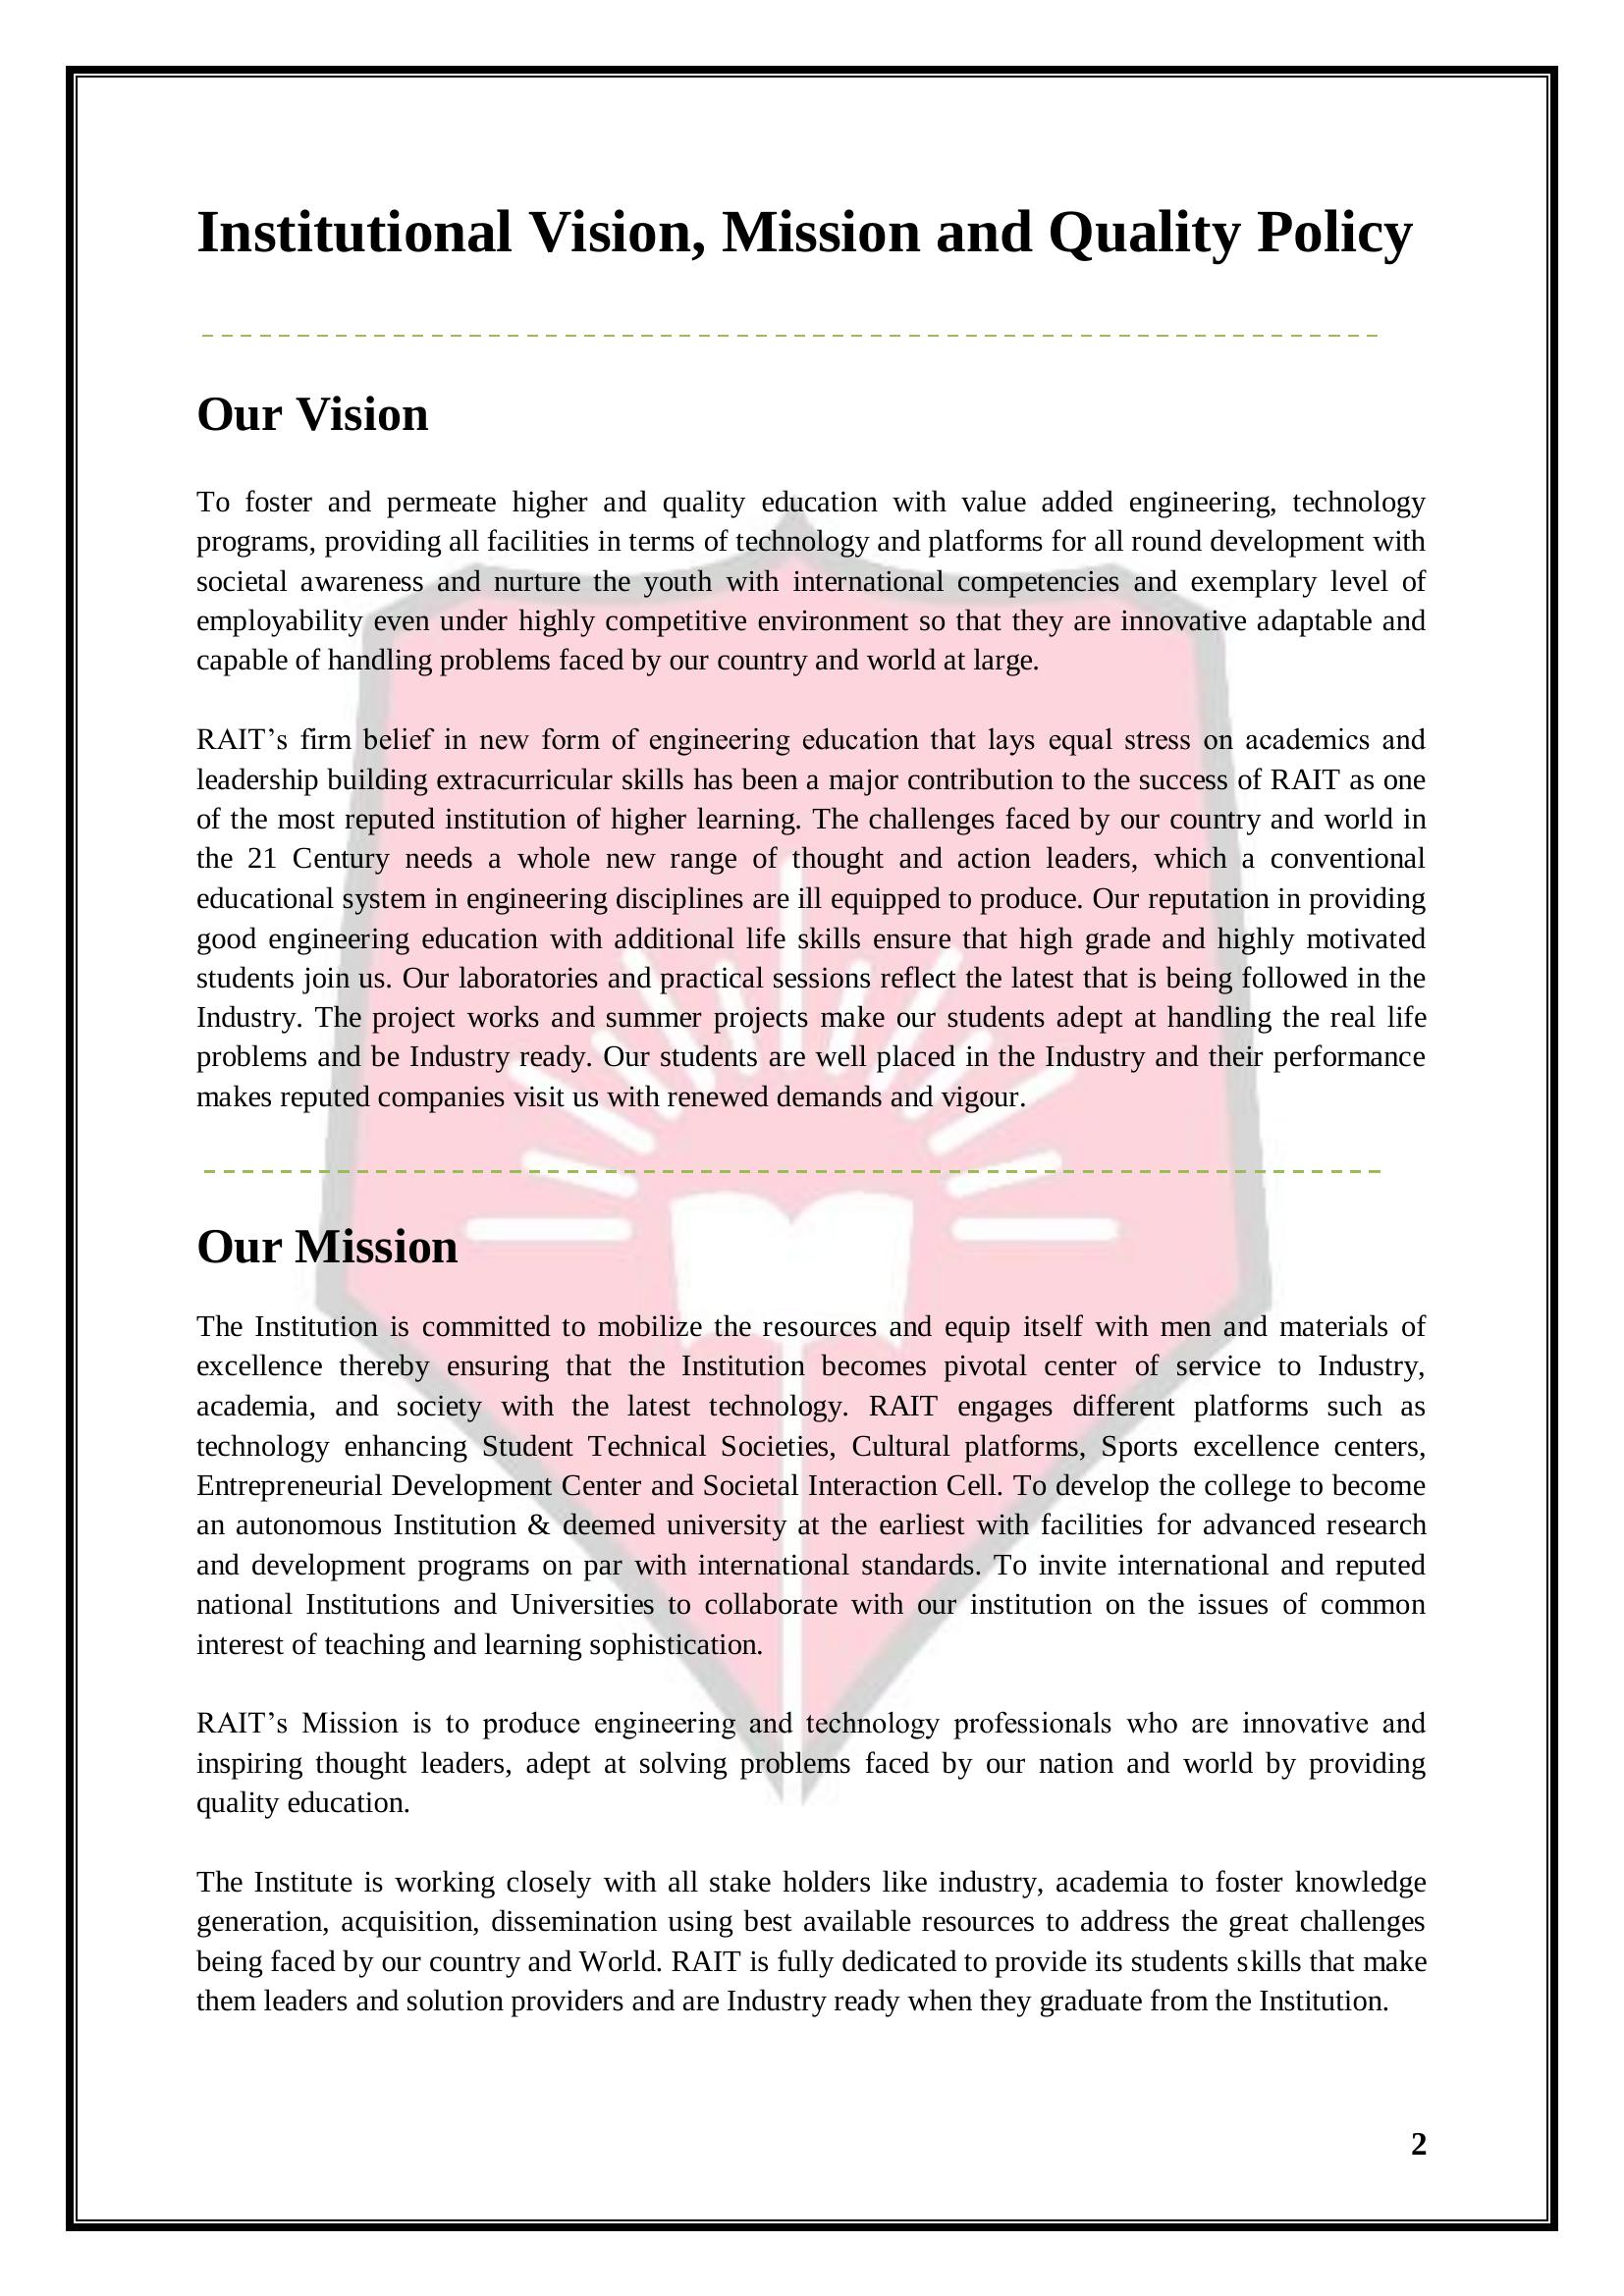 Institutional Vision, Mission and Quality Policy
Our Vision
To foster and permeate higher and quality education with value added engineering, technology
programs, providing all facilities in terms of technology and platforms for all round development with
societal awareness and nurture the youth with international competencies and exemplary level of
employability even under highly competitive environment so that they are innovative adaptable and
capable of handling problems faced by our country and world at large.
RAIT’s firm belief in new form of engineering education that lays equal stress on academics and
leadership building extracurricular skills has been a major contribution to the success of RAIT as one
of the most reputed institution of higher learning. The challenges faced by our country and world in
the 21 Century needs a whole new range of thought and action leaders, which a conventional
educational system in engineering disciplines are ill equipped to produce. Our reputation in providing
good engineering education with additional life skills ensure that high grade and highly motivated
students join us. Our laboratories and practical sessions reflect the latest that is being followed in the
Industry. The project works and summer projects make our students adept at handling the real life
problems and be Industry ready. Our students are well placed in the Industry and their performance
makes reputed companies visit us with renewed demands and vigour.
Our Mission
The Institution is committed to mobilize the resources and equip itself with men and materials of
excellence thereby ensuring that the Institution becomes pivotal center of service to Industry,
academia, and society with the latest technology. RAIT engages different platforms such as
technology enhancing Student Technical Societies, Cultural platforms, Sports excellence centers,
Entrepreneurial Development Center and Societal Interaction Cell. To develop the college to become
an autonomous Institution & deemed university at the earliest with facilities for advanced research
and development programs on par with international standards. To invite international and reputed
national Institutions and Universities to collaborate with our institution on the issues of common
interest of teaching and learning sophistication.
RAIT’s Mission is to produce engineering and technology professionals who are innovative and
inspiring thought leaders, adept at solving problems faced by our nation and world by providing
quality education.
The Institute is working closely with all stake holders like industry, academia to foster knowledge
generation, acquisition, dissemination using best available resources to address the great challenges
being faced by our country and World. RAIT is fully dedicated to provide its students skills that make
them leaders and solution providers and are Industry ready when they graduate from the Institution.
2